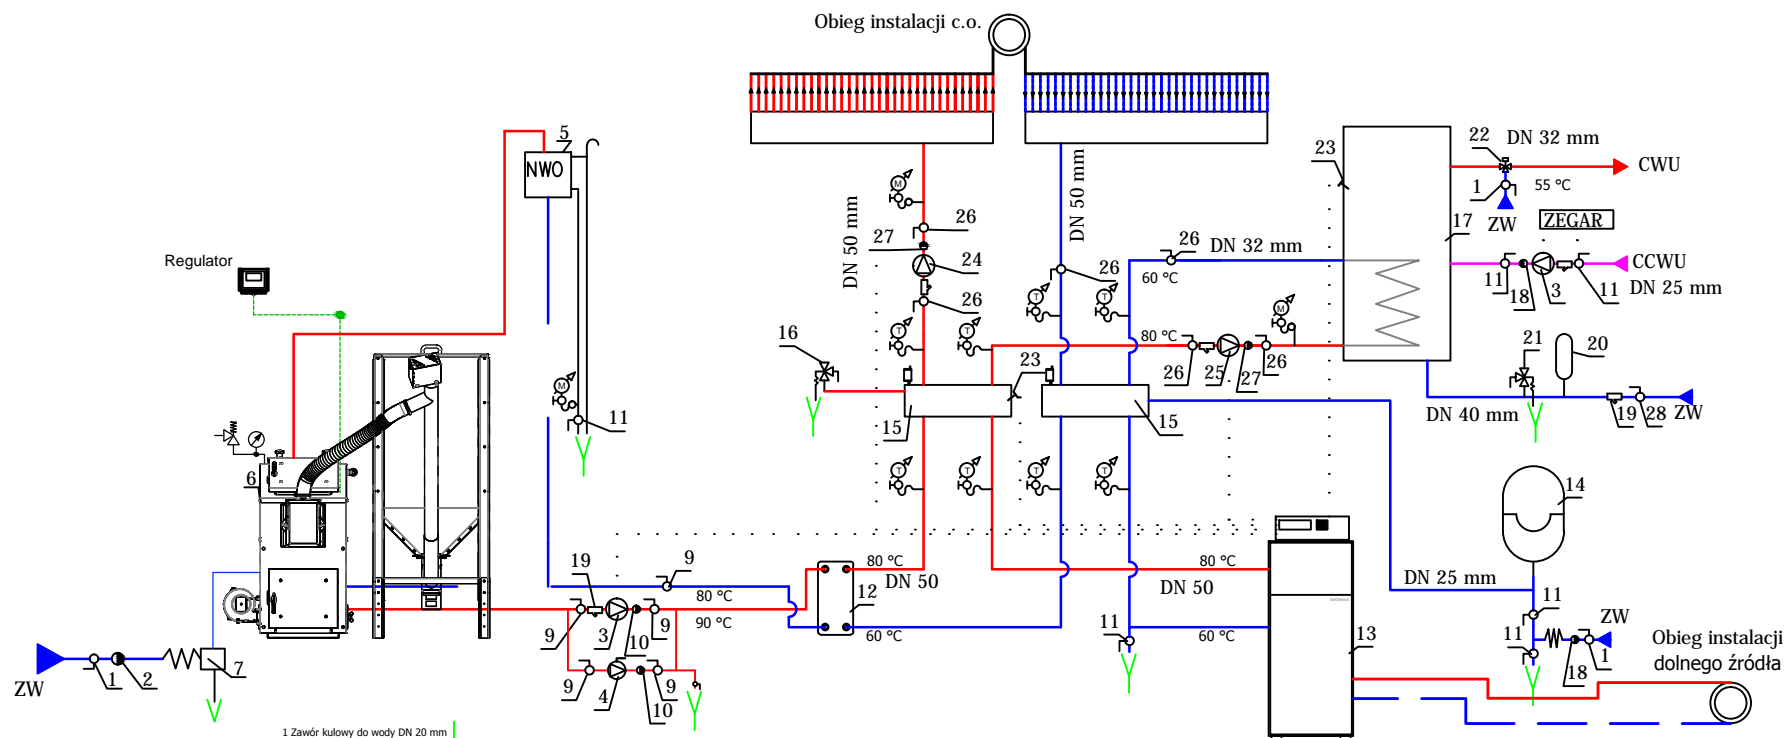 Obieg instalacji c.o.
5
NWO
22
DN 32 mm
23
CWU
1
55 °C
ZW
ZEGAR
17
M
26
27
DN 50 mm
DN 50 mm
26
DN 32 mm
CCWU
24
26
60 °C
11
18
3
11
DN 25 mm
Regulator
26
T
T
M
16
T
T
80 °C
21
20
26
25
27
26
M
23
11
15
15
DN 40 mm
19
28
ZW
6
T
T
T
T
14
19
9
80 °C
DN 50
80 °C
DN 50
DN 25 mm
80 °C
12
90 °C
9
3
10
9
60 °C
11
60 °C
13
11
ZW
11
18
1
Obieg instalacji
dolnego źródła
ZW
1
2
7
9
4
10
9
1 Zawór kulowy do wody DN 20 mm